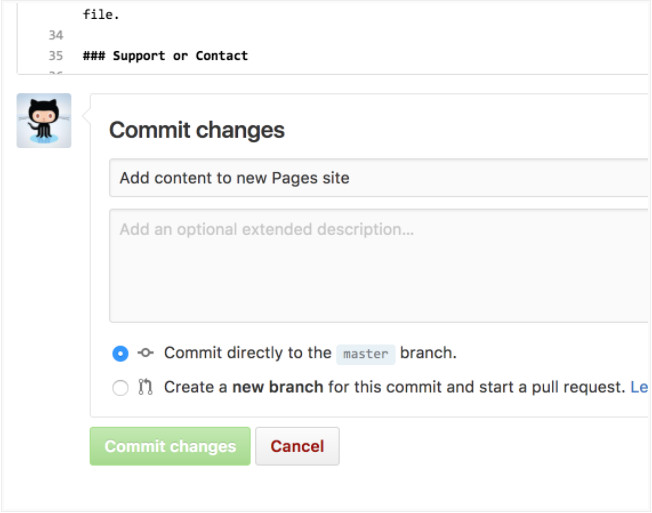 file.
34
35 ### Support or Contact
Commit changes
Add content to new Pages site
Add an optional extended description...
Commit directly to the master branch.
Create a new branch for this commit and start a pull request. Le
Commit changes Cancel